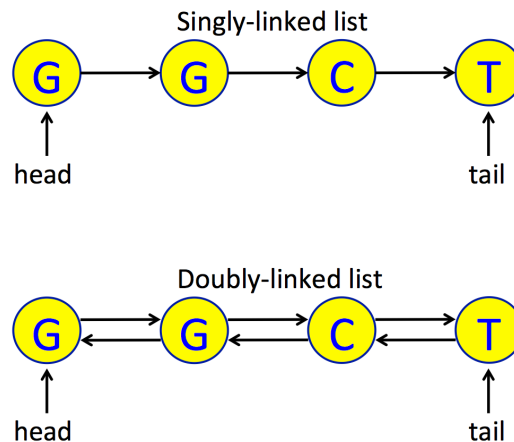 Singly-linked list
G G C T
head tail
Doubly-linked list
G G C T
head tail